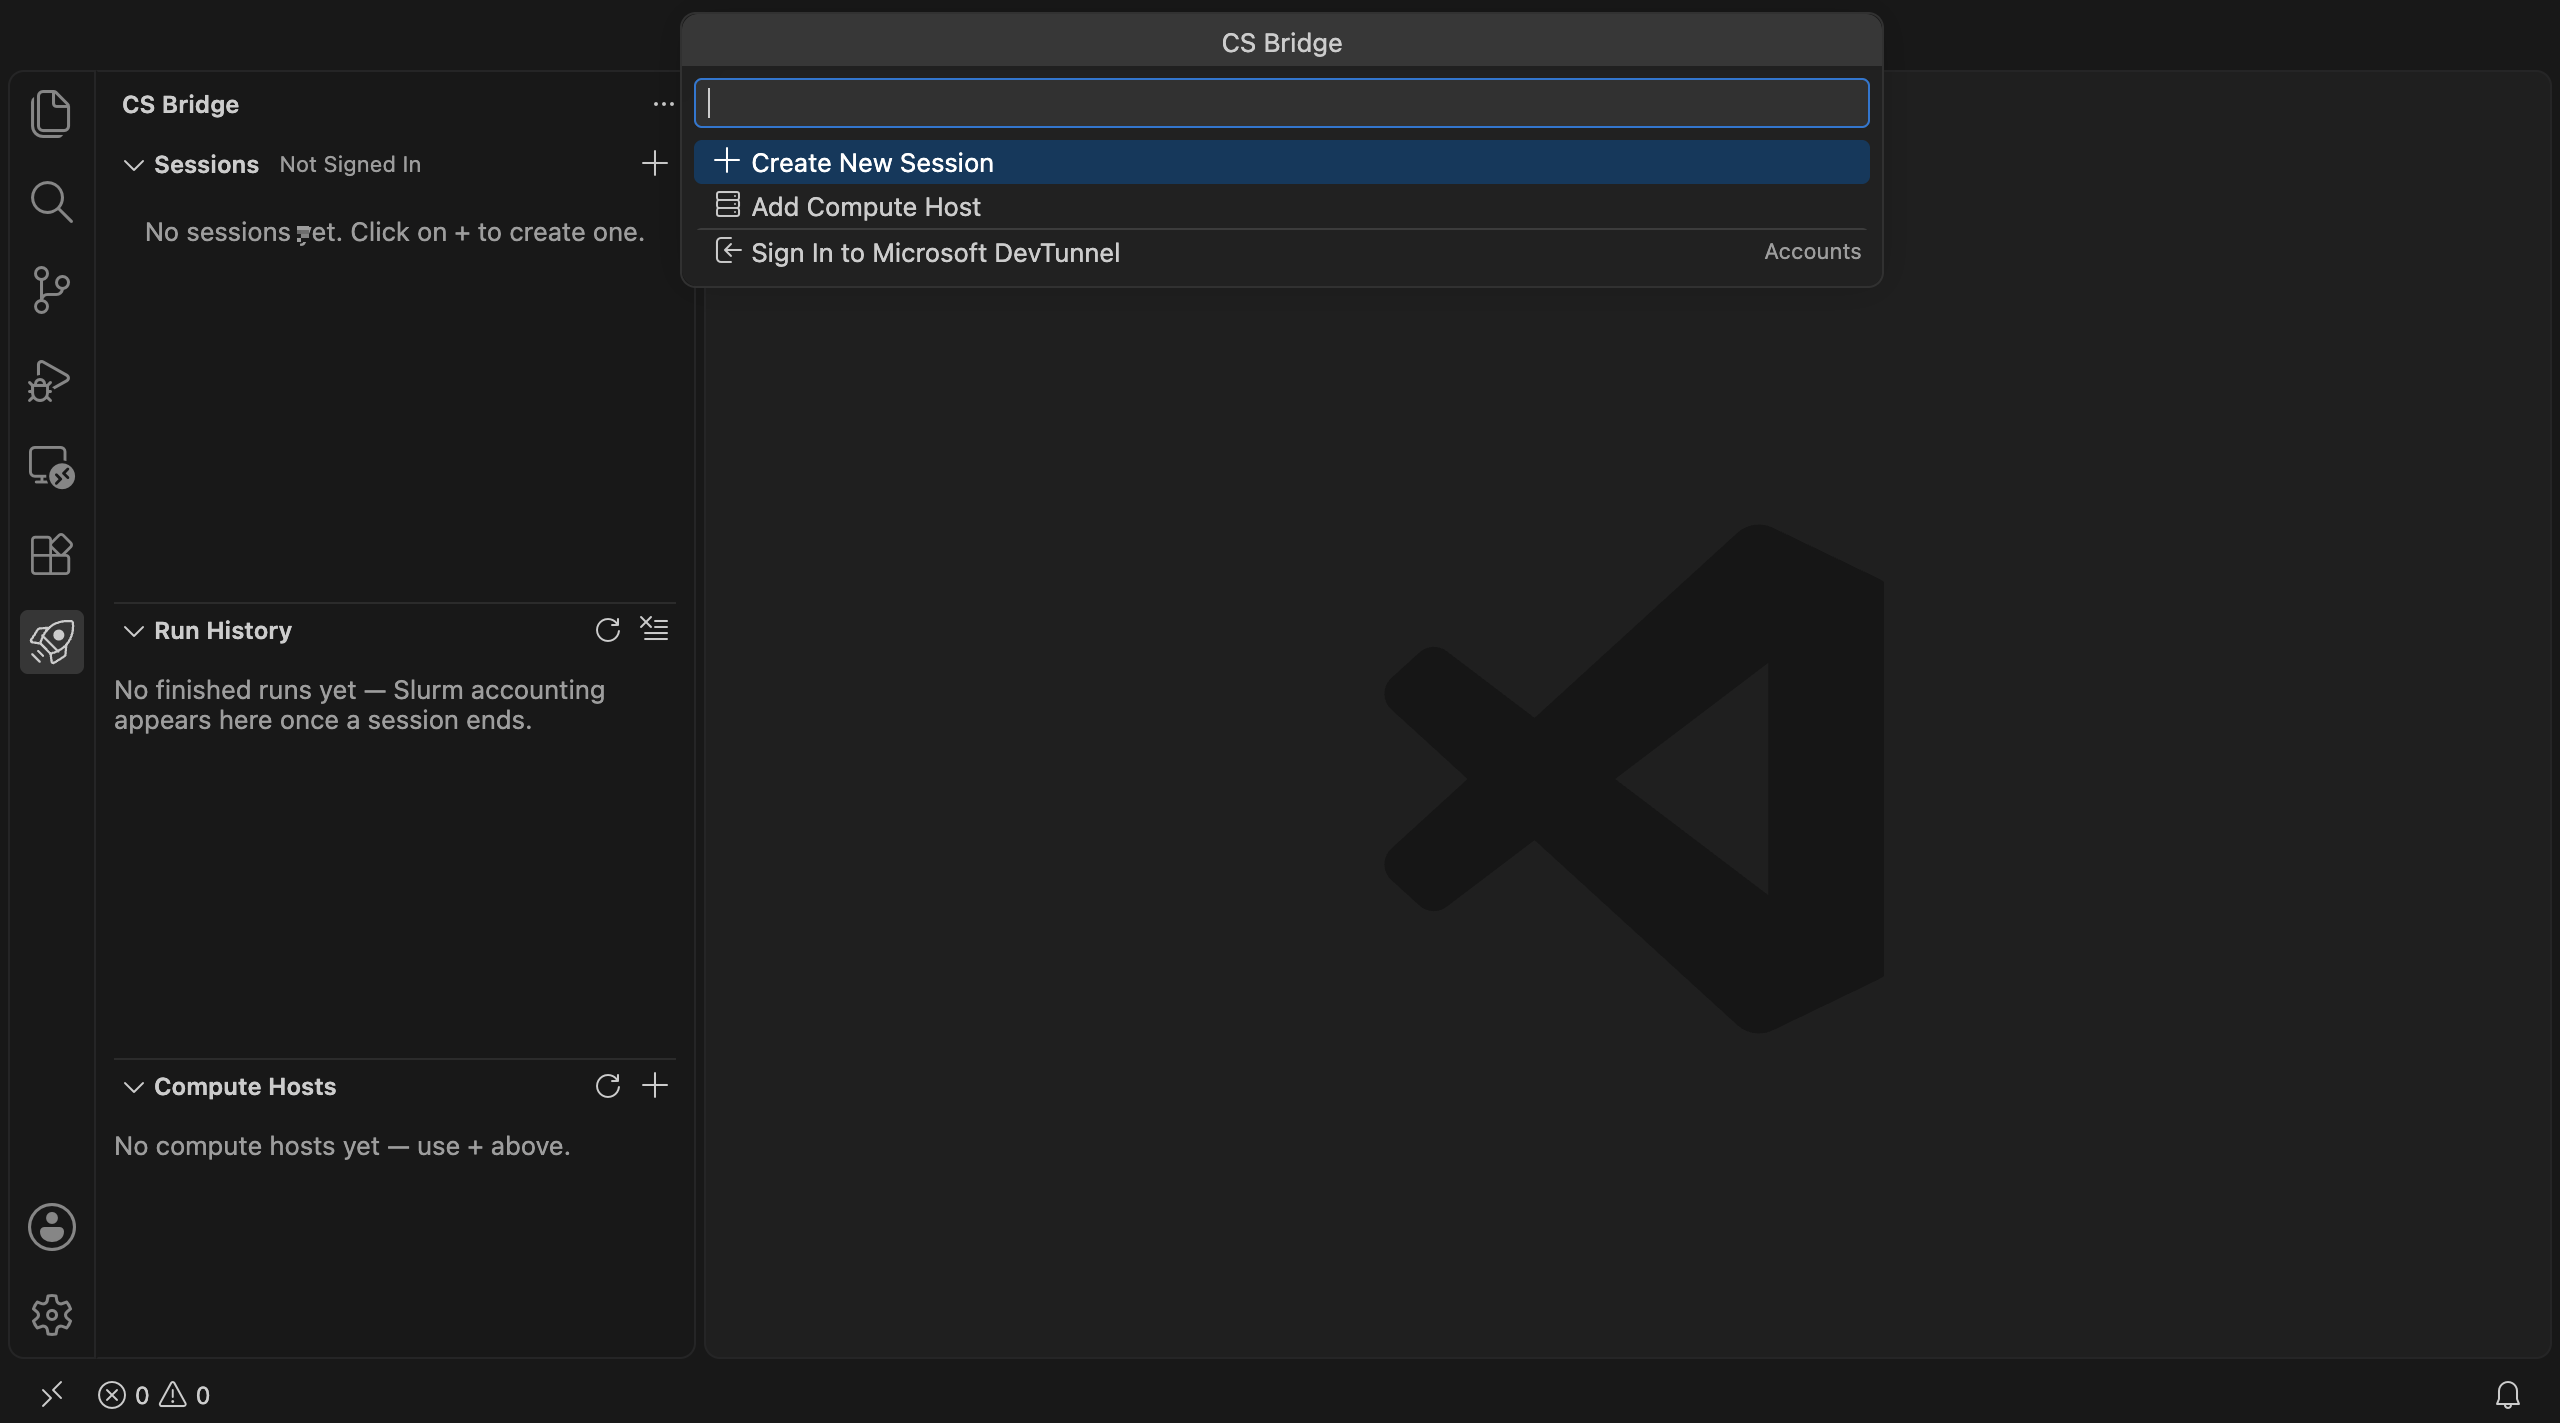 CS Bridge
CS Bridge
Create New Session
Add Compute Host
Sign In to Microsoft DevTunnel Accounts
Sessions Not Signed In
No sessions yet. Click on + to create one.
Run History
No finished runs yet — Slurm accounting
appears here once a session ends.
Compute Hosts
No compute hosts yet — use + above.
0 0